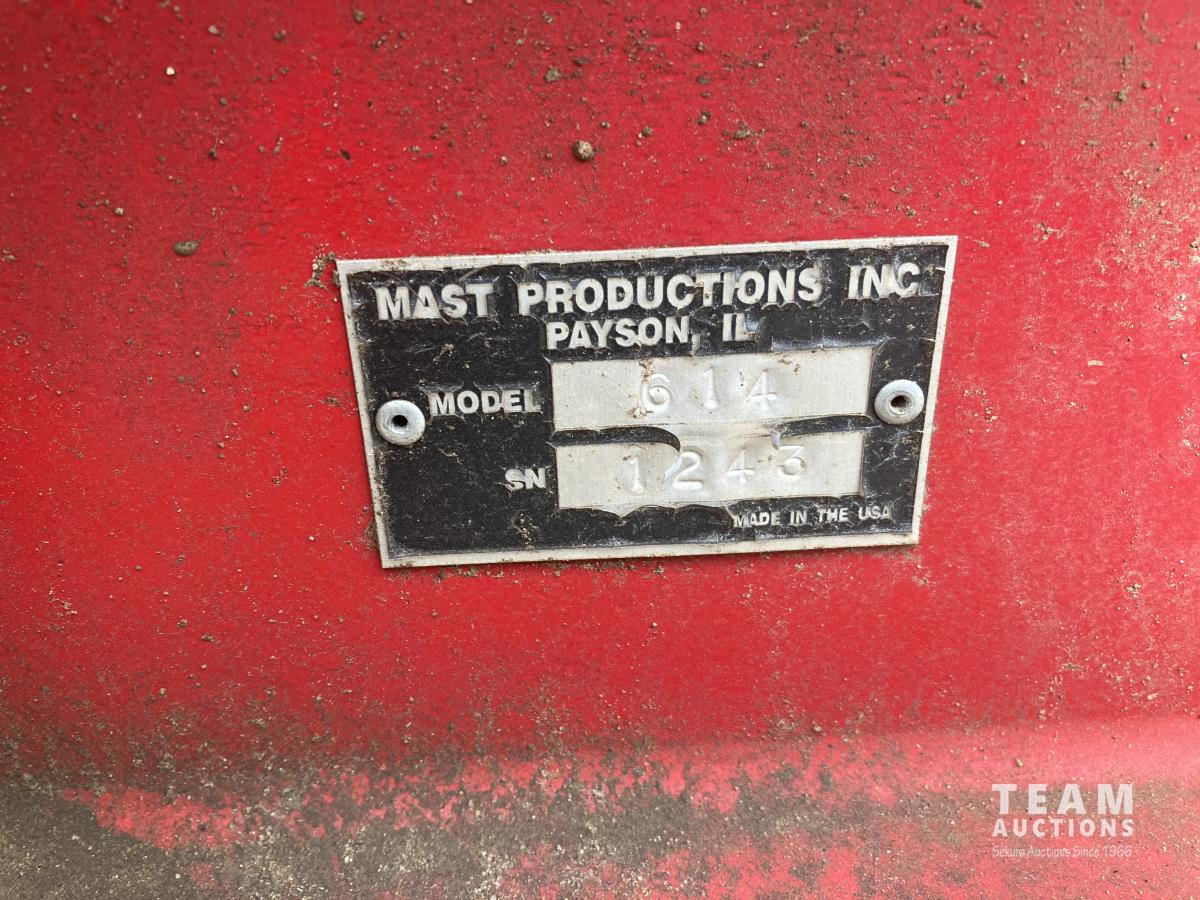 MAST PRODUCTIONS INC
PAYSON, IL
MODEL 614
SN 1243
MADE IN THE USA
TEAM
AUCTIONS
Sekura Auctions Since 1966